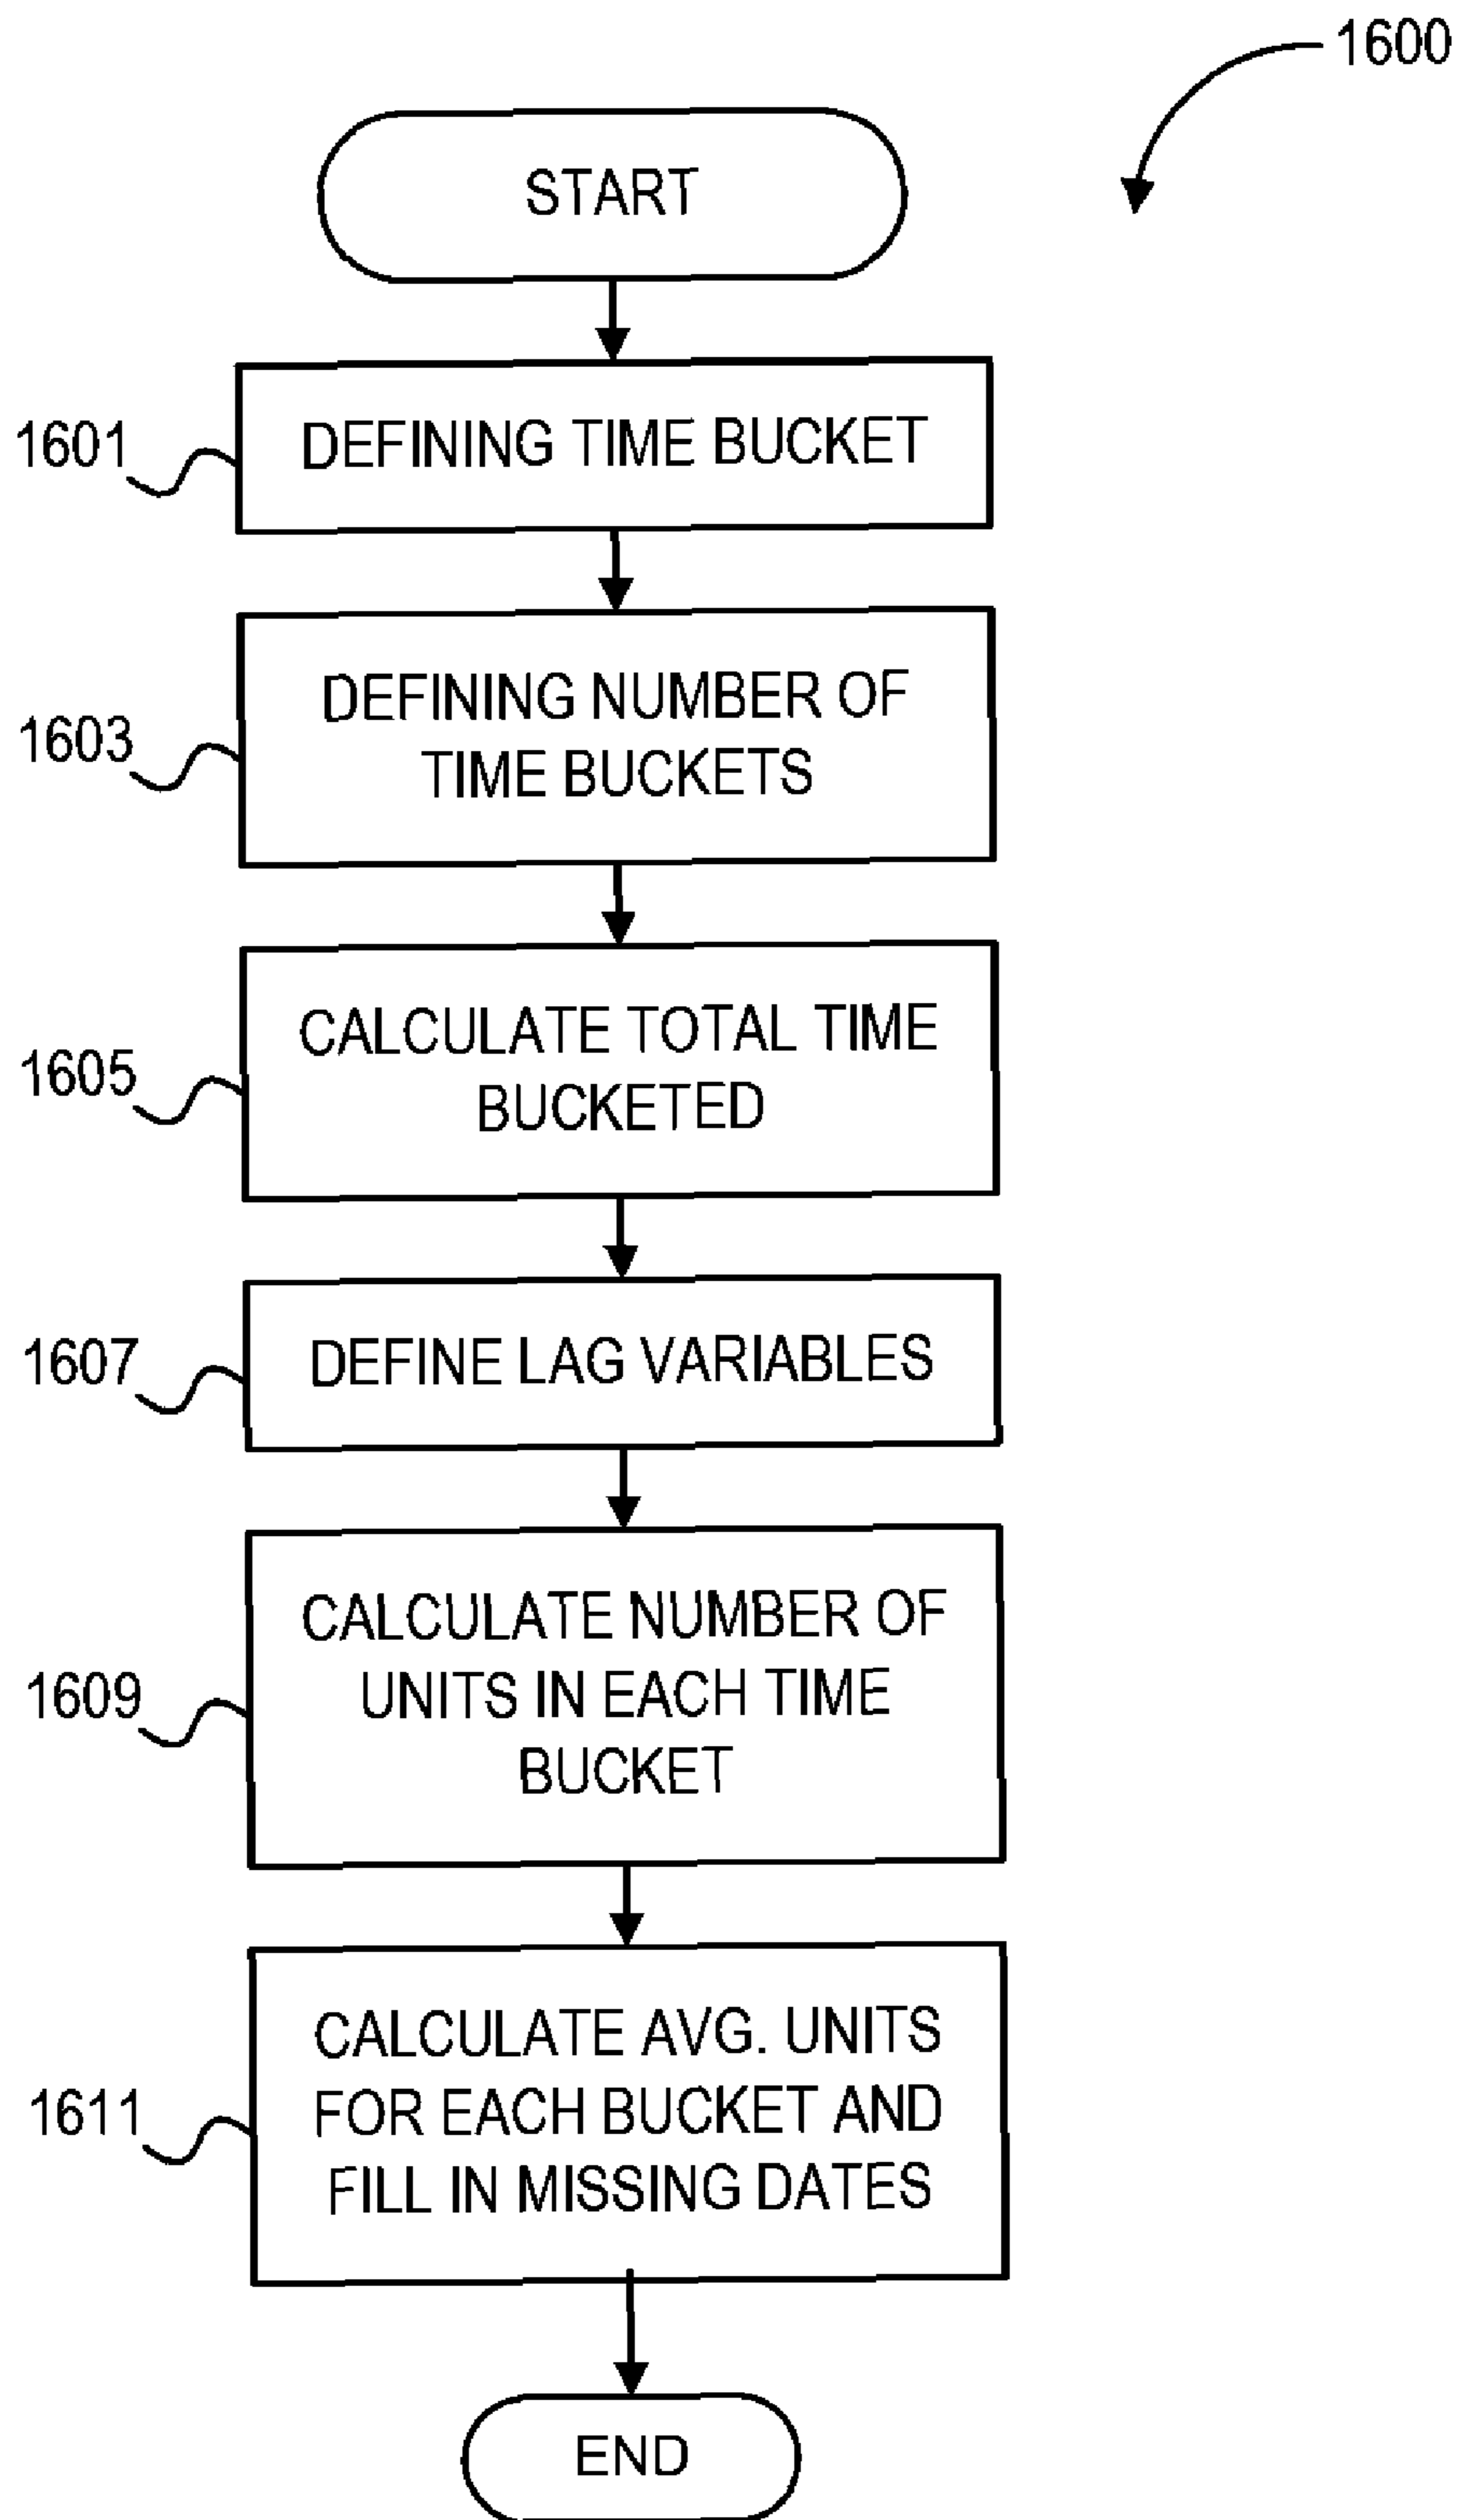 1600
START
1601
DEFINING TIME BUCKET
1603
DEFINING NUMBER OF
TIME BUCKETS
1605
CALCULATE TOTAL TIME
BUCKETED
1607
DEFINE LAG VARIABLES
1609
CALCULATE NUMBER OF
UNITS IN EACH TIME
BUCKET
1611
CALCULATE AVG. UNITS
FOR EACH BUCKET AND
FILL IN MISSING DATES
END